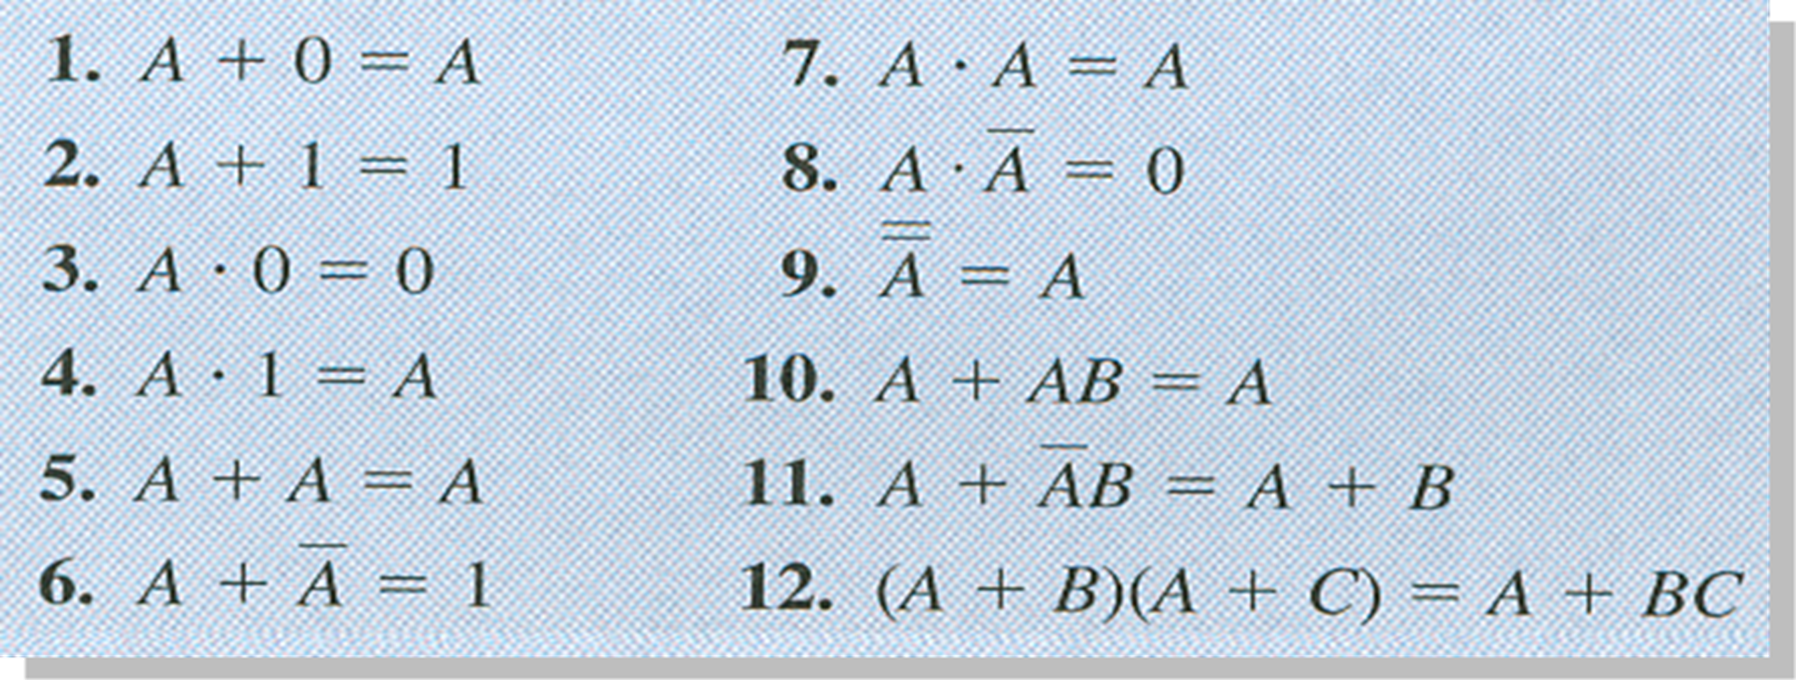 1. A + 0 = A
2. A + 1 = 1
3. A · 0 = 0
4. A · 1 = A
5. A + A = A
6. A + A̅ = 1
7. A · A = A
8. A · A̅ = 0
9. A̿ = A
10. A + AB = A
11. A + A̅B = A + B
12. (A + B)(A + C) = A + BC